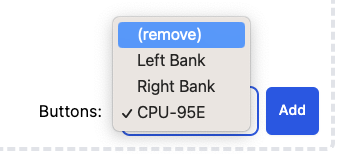 (remove)
Left Bank
Right Bank
Buttons: ✓ CPU-95E Add